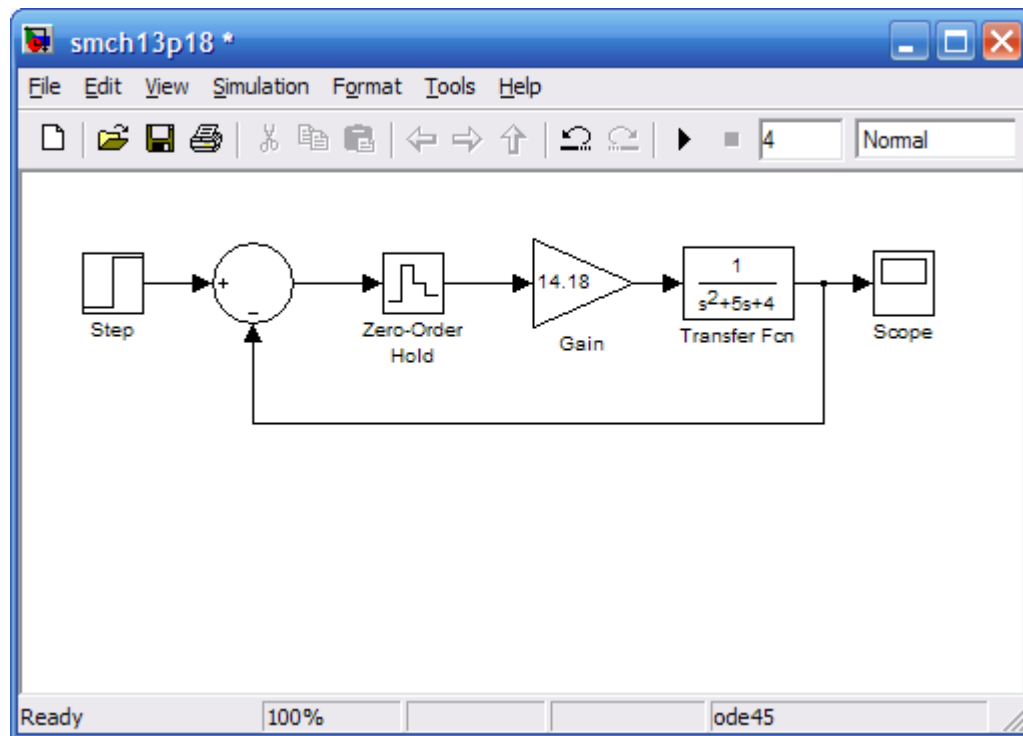 smch13p18 *
File Edit View Simulation Format Tools Help
4 Normal
+
−
14.18
1
s²+5s+4
Step
Zero-Order
Hold
Gain
Transfer Fcn
Scope
Ready 100% ode45